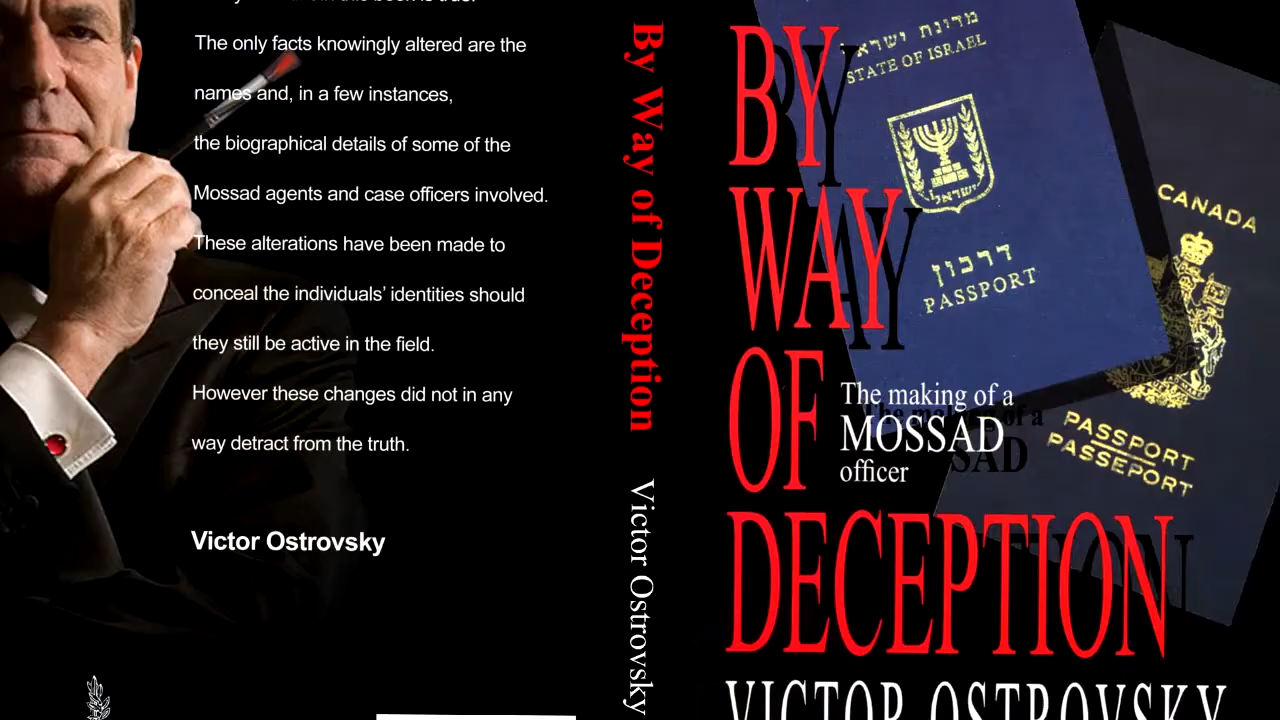 The only facts knowingly altered are the
names and, in a few instances,
the biographical details of some of the
Mossad agents and case officers involved.
These alterations have been made to
conceal the individuals’ identities should
they still be active in the field.
However these changes did not in any
way detract from the truth.
Victor Ostrovsky
By Way of Deception Victor Ostrovsky
BY
WAY
OF
DECEPTION
The making of a
MOSSAD
officer
VICTOR OSTROVSKY
מדינת ישראל
STATE OF ISRAEL
ישראל
דרכון
PASSPORT
CANADA
PASSPORT
PASSEPORT